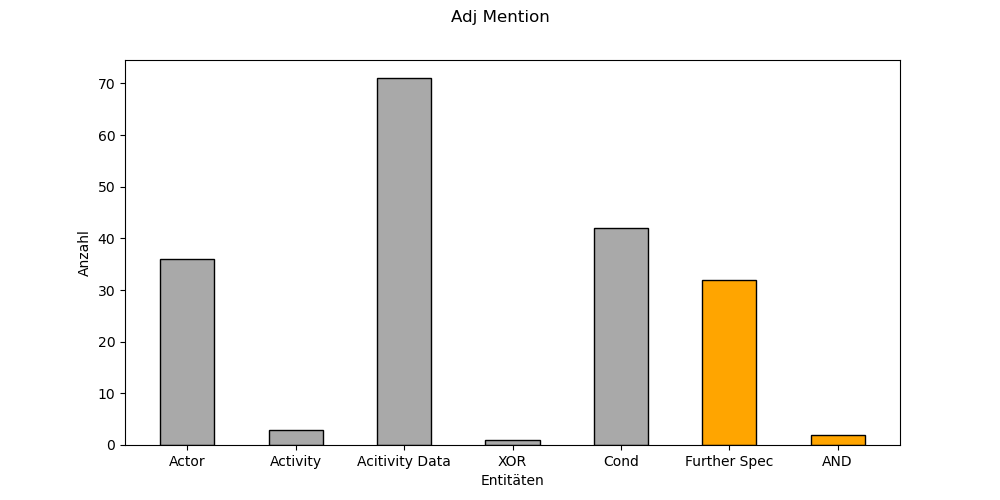 Adj Mention
Anzahl
70
60
50
40
30
20
10
0
Actor Activity Acitivity Data XOR Cond Further Spec AND
Entitäten